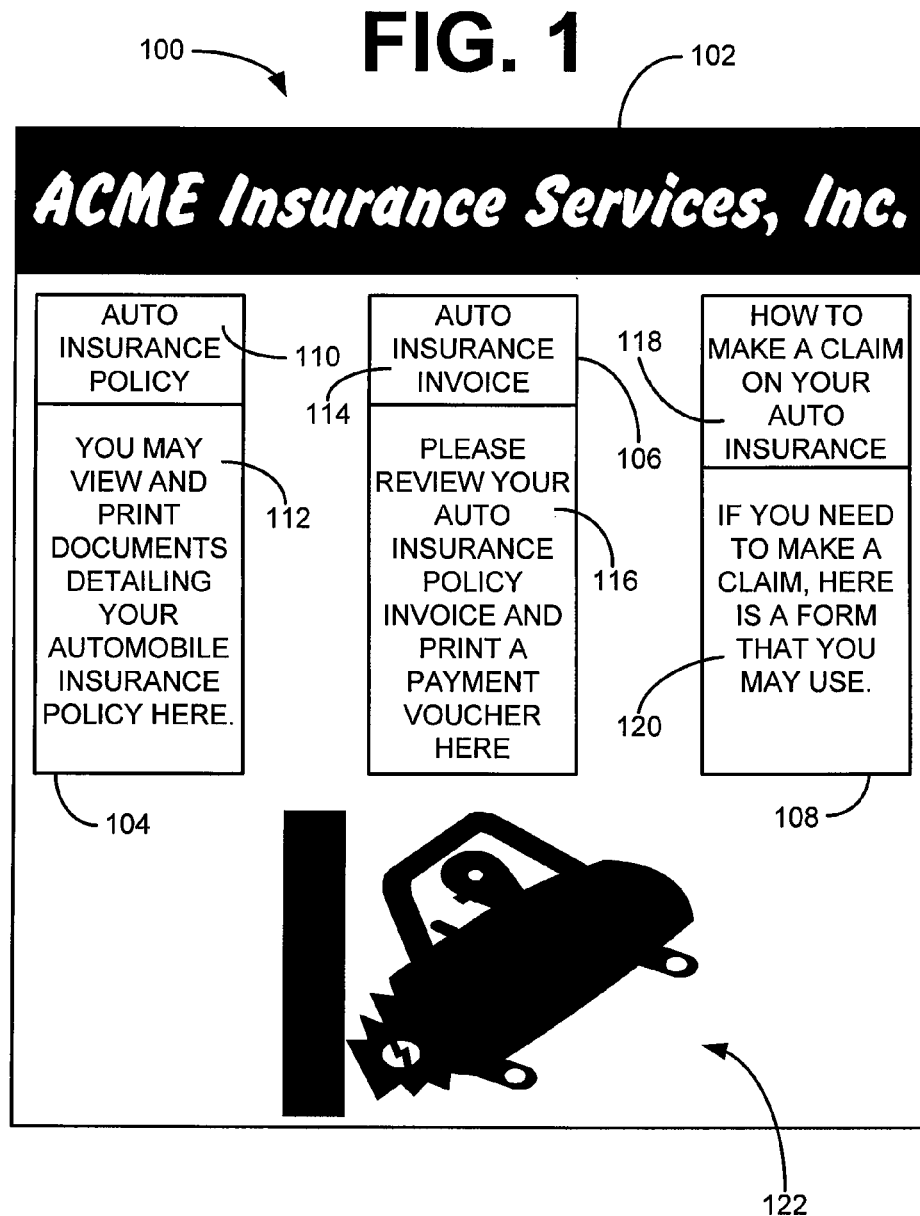 FIG. 1
100
102
ACME Insurance Services, Inc.
AUTO
INSURANCE
POLICY
110
YOU MAY
VIEW AND
PRINT
DOCUMENTS
DETAILING
YOUR
AUTOMOBILE
INSURANCE
POLICY HERE.
112
104
AUTO
INSURANCE
INVOICE
114
106
PLEASE
REVIEW YOUR
AUTO
INSURANCE
POLICY
INVOICE AND
PRINT A
PAYMENT
VOUCHER
HERE
116
HOW TO
MAKE A CLAIM
ON YOUR
AUTO
INSURANCE
118
IF YOU NEED
TO MAKE A
CLAIM, HERE
IS A FORM
THAT YOU
MAY USE.
120
108
122